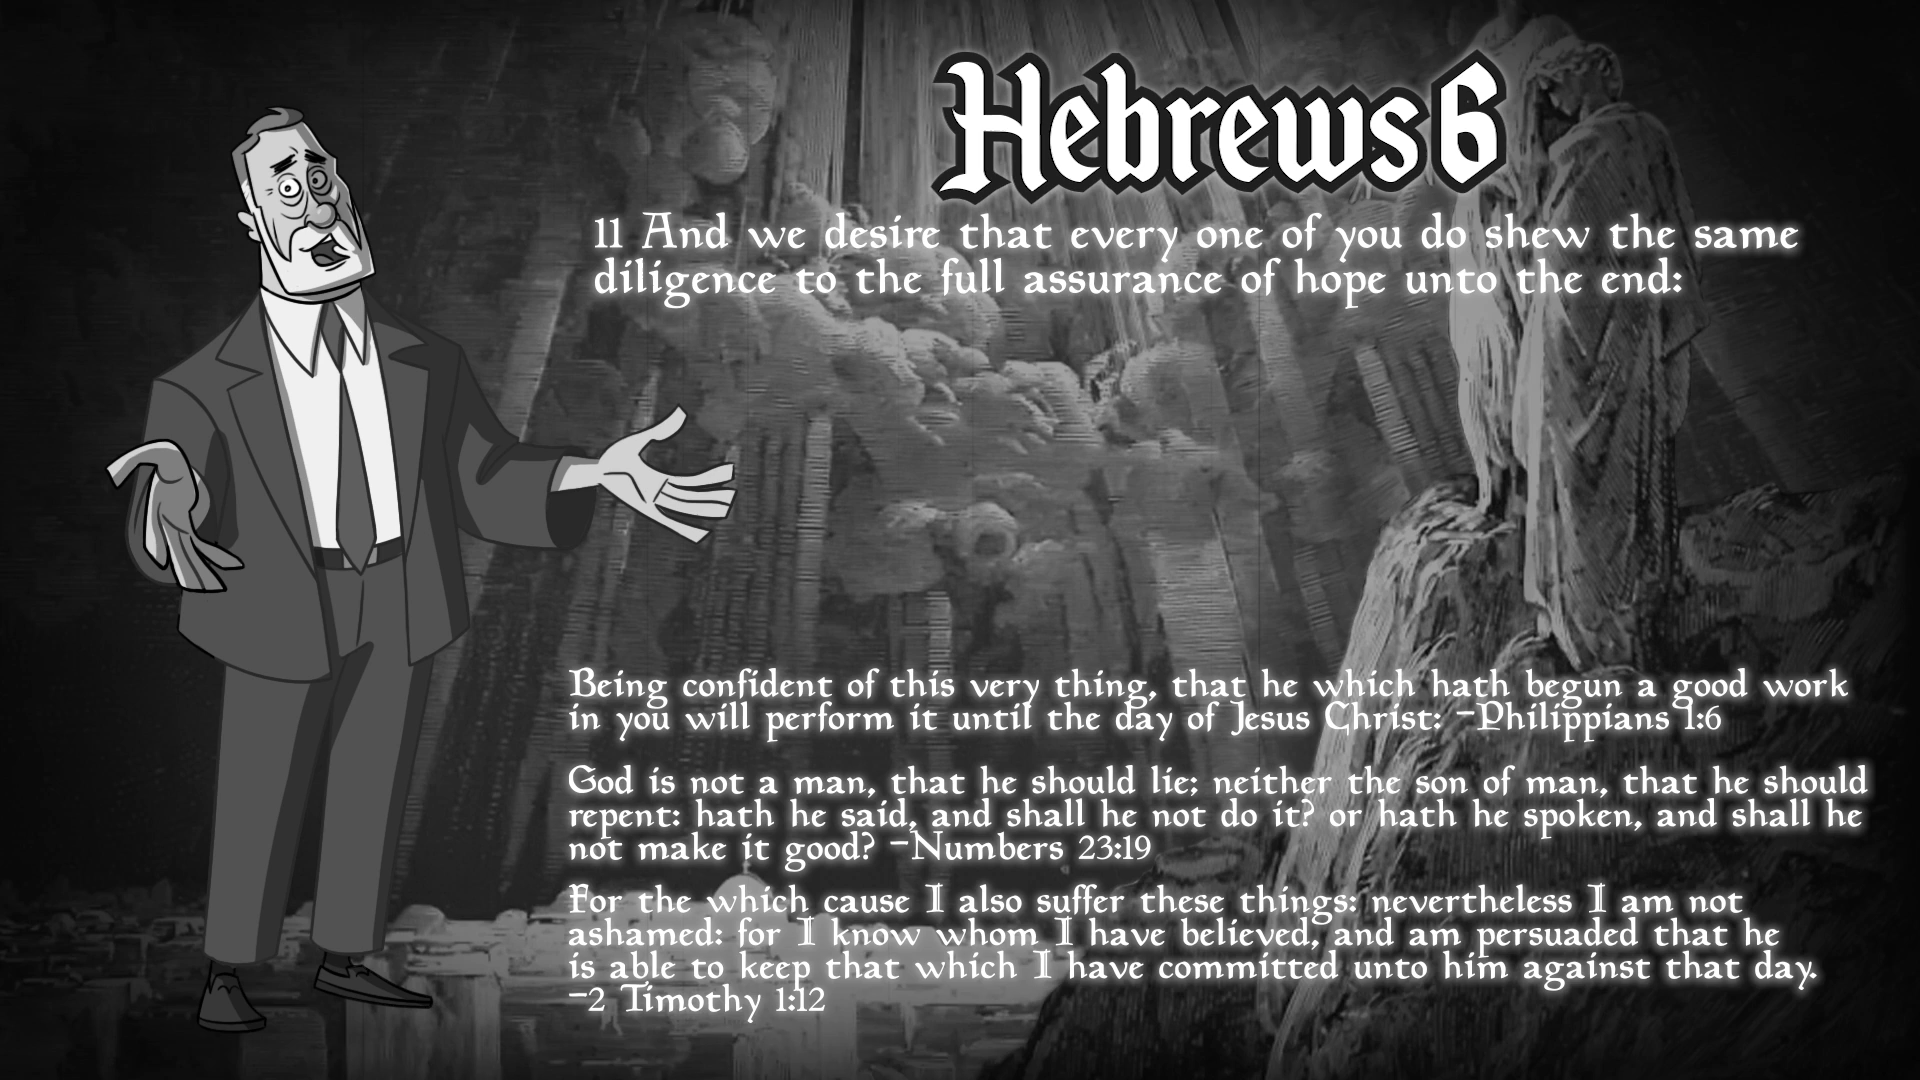 Hebrews 6
11 And we desire that every one of you do shew the same
diligence to the full assurance of hope unto the end:
Being confident of this very thing, that he which hath begun a good work
in you will perform it until the day of Jesus Christ: -Philippians 1:6
God is not a man, that he should lie; neither the son of man, that he should
repent: hath he said, and shall he not do it? or hath he spoken, and shall he
not make it good? -Numbers 23:19
For the which cause I also suffer these things: nevertheless I am not
ashamed: for I know whom I have believed, and am persuaded that he
is able to keep that which I have committed unto him against that day.
-2 Timothy 1:12